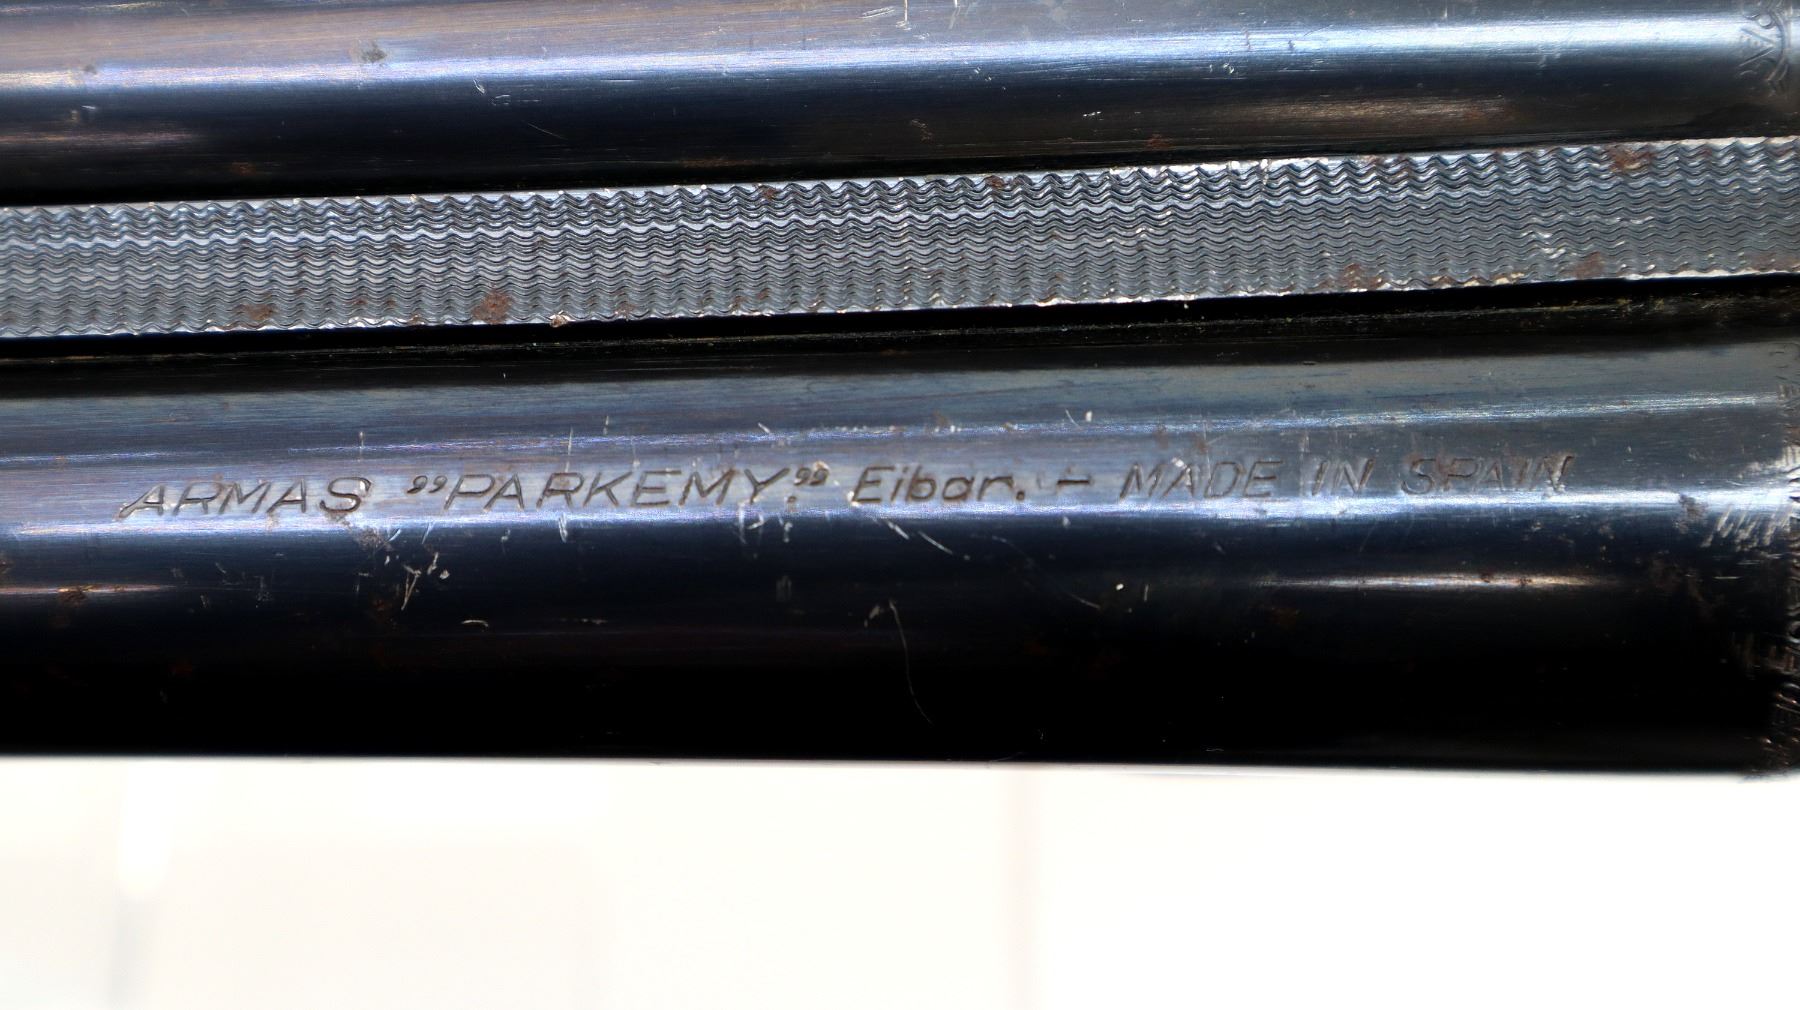 ARMAS "PARKEMY." Eibar. - MADE IN SPAIN